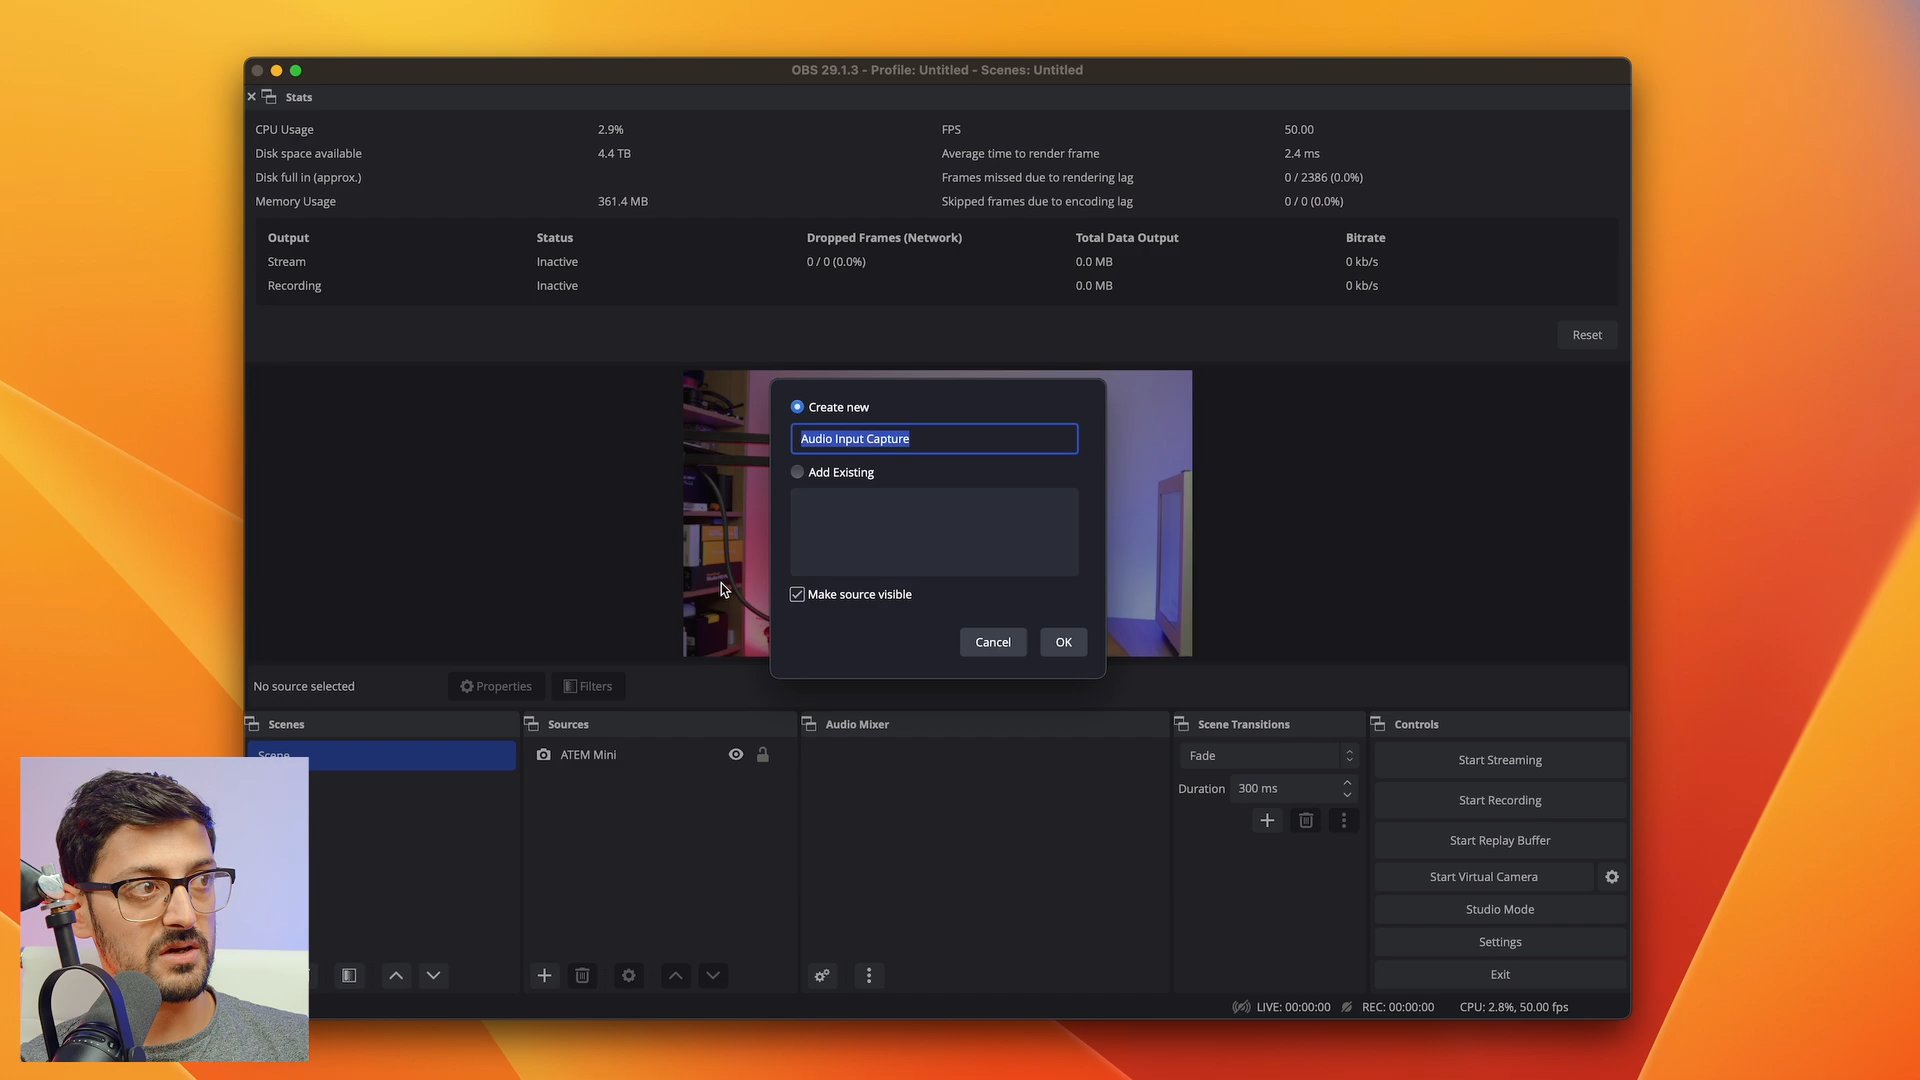 OBS 29.1.3 - Profile: Untitled - Scenes: Untitled
Stats
CPU Usage 2.9% FPS 50.00
Disk space available 4.4 TB Average time to render frame 2.4 ms
Disk full in (approx.) Frames missed due to rendering lag 0 / 2386 (0.0%)
Memory Usage 361.4 MB Skipped frames due to encoding lag 0 / 0 (0.0%)
Output Status Dropped Frames (Network) Total Data Output Bitrate
Stream Inactive 0 / 0 (0.0%) 0.0 MB 0 kb/s
Recording Inactive 0.0 MB 0 kb/s
Reset
Create new
Audio Input Capture
Add Existing
Make source visible
Cancel OK
No source selected Properties Filters
Scenes Sources Audio Mixer Scene Transitions Controls
Scene ATEM Mini Fade Start Streaming
Duration 300 ms Start Recording
Start Replay Buffer
Start Virtual Camera
Studio Mode
Settings
Exit
LIVE: 00:00:00 REC: 00:00:00 CPU: 2.8%, 50.00 fps